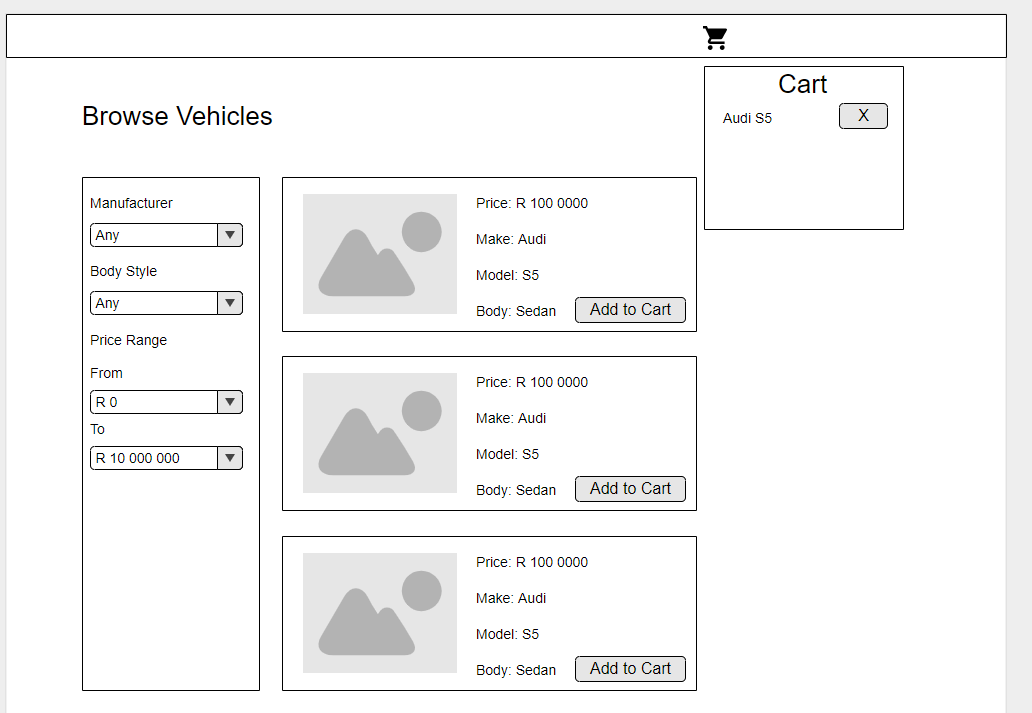 Cart
Audi S5
X
Browse Vehicles
Manufacturer
Any
Body Style
Any
Price Range
From
R 0
To
R 10 000 000
Price: R 100 0000
Make: Audi
Model: S5
Body: Sedan
Add to Cart
Price: R 100 0000
Make: Audi
Model: S5
Body: Sedan
Add to Cart
Price: R 100 0000
Make: Audi
Model: S5
Body: Sedan
Add to Cart